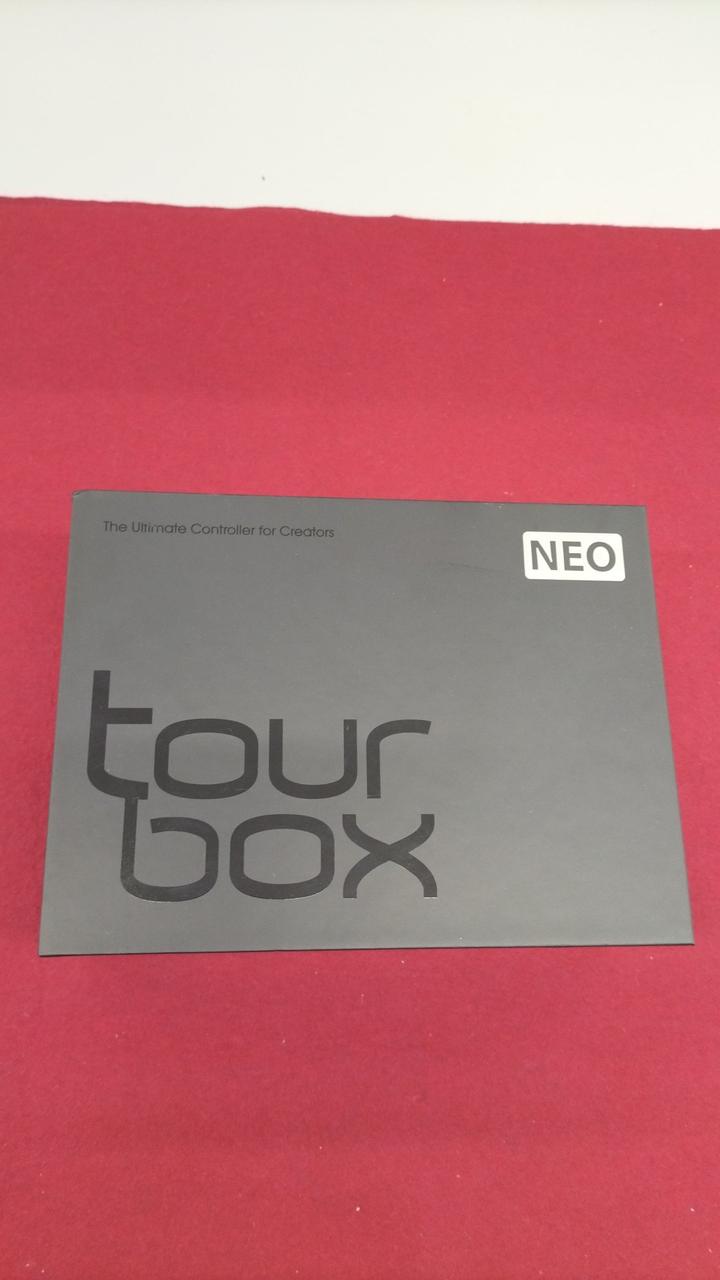 The Ultimate Controller for Creators
NEO
tour
box